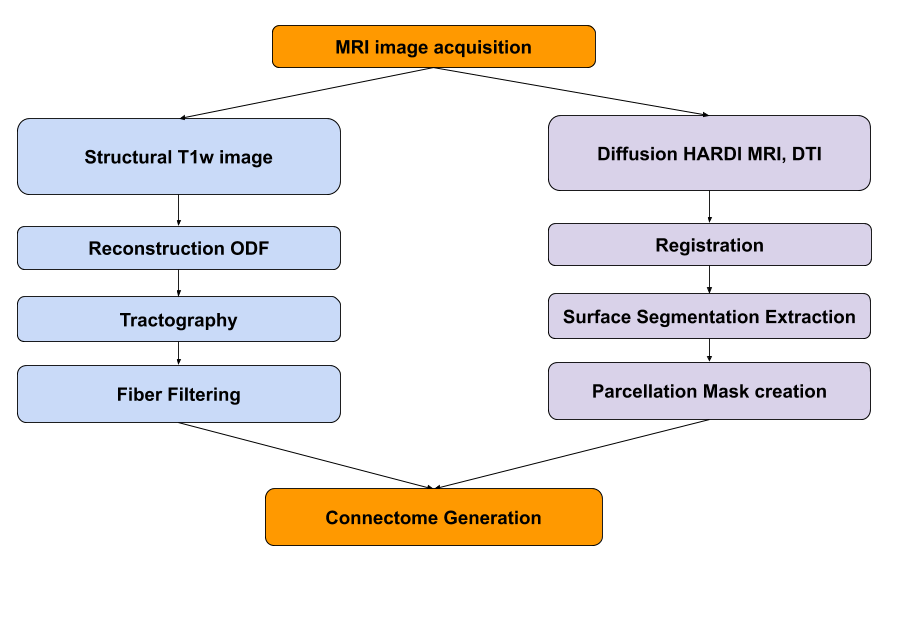 MRI image acquisition
Structural T1w image
Diffusion HARDI MRI, DTI
Reconstruction ODF
Registration
Tractography
Surface Segmentation Extraction
Fiber Filtering
Parcellation Mask creation
Connectome Generation